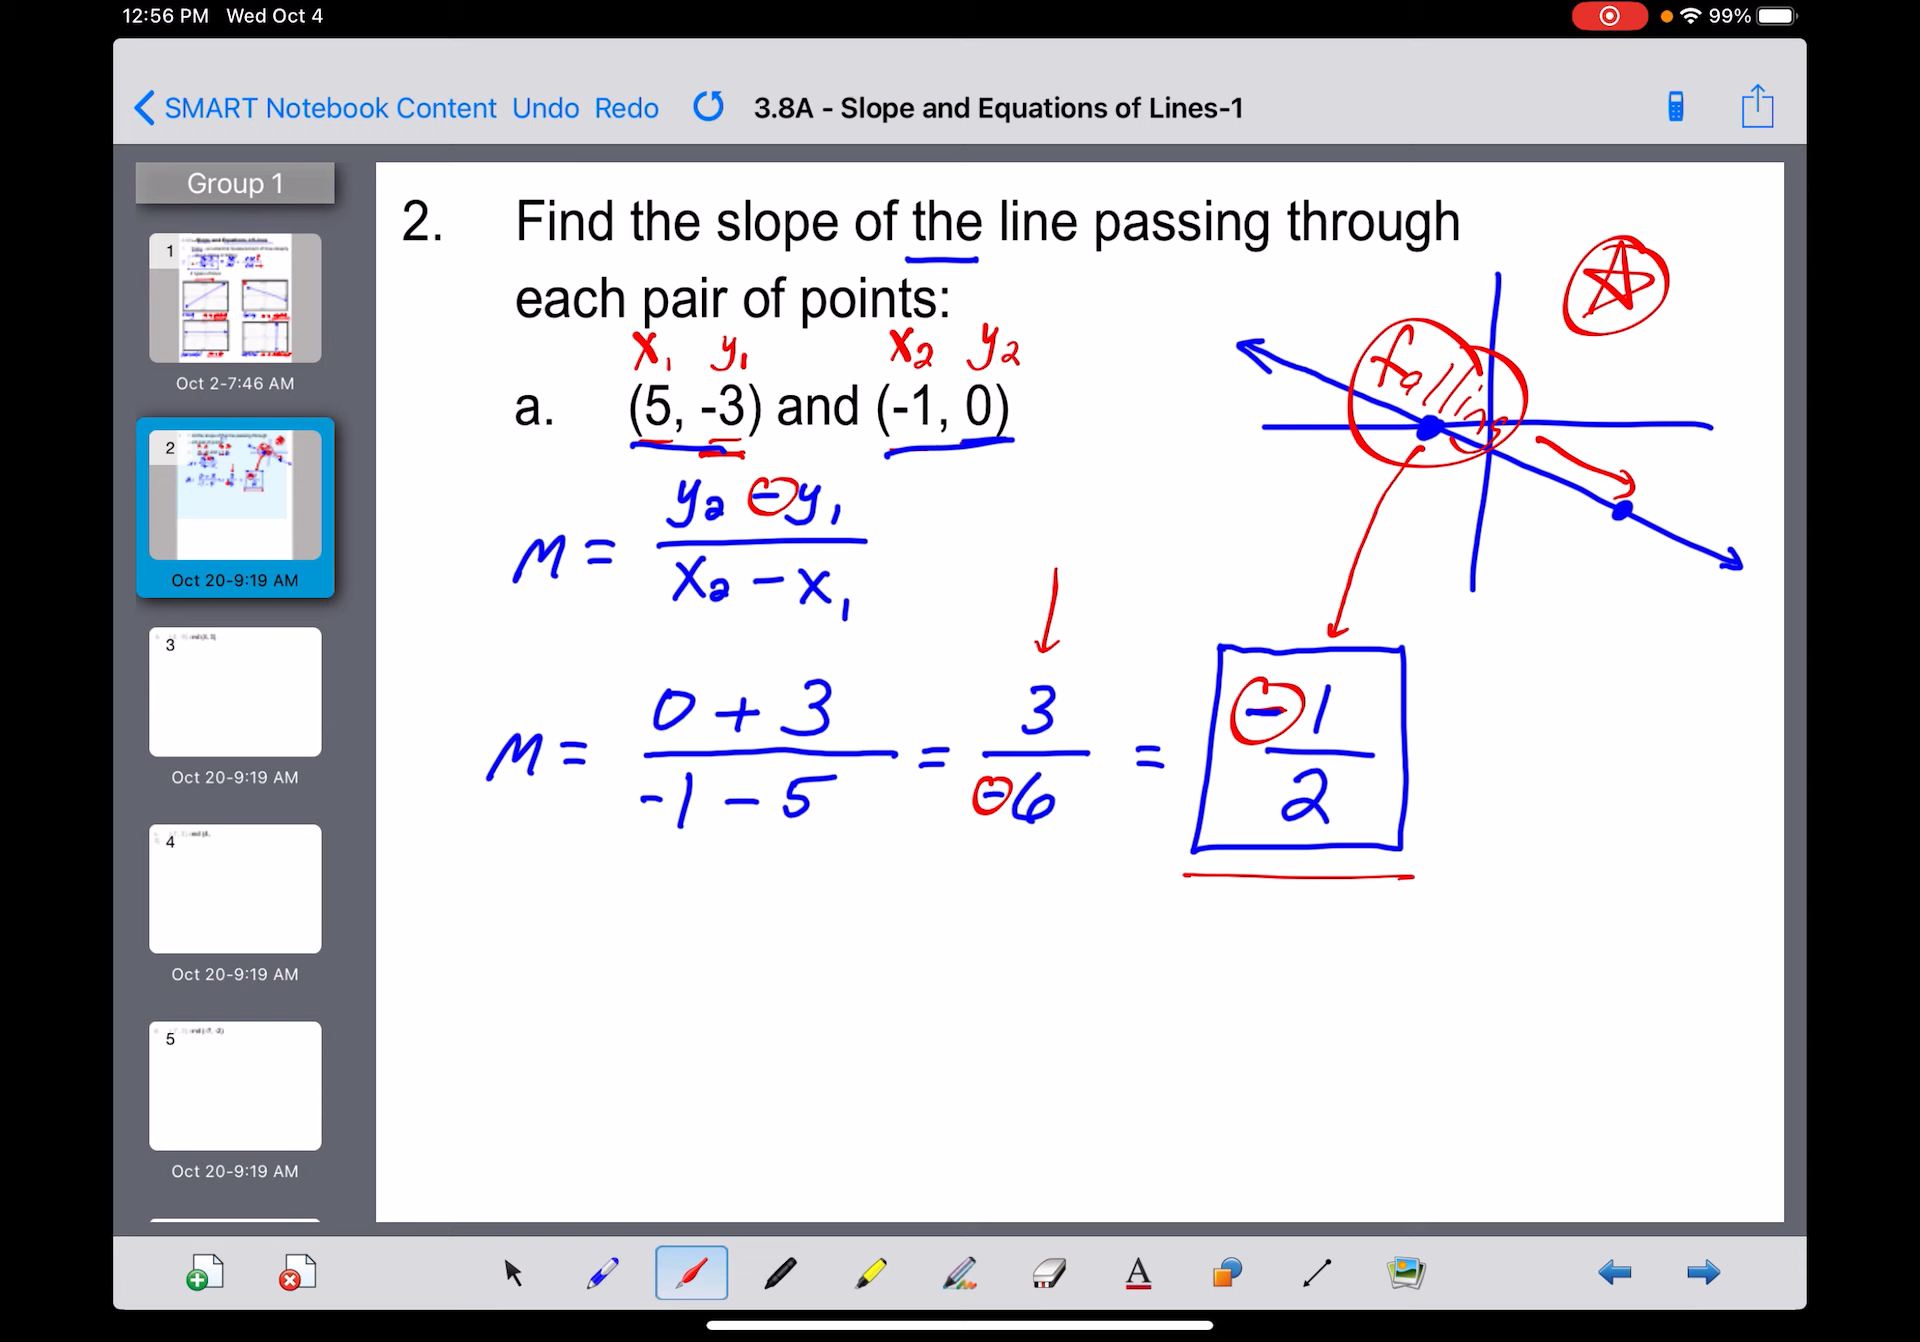 12:56 PM Wed Oct 4
99%
SMART Notebook Content Undo Redo 3.8A - Slope and Equations of Lines-1
Group 1
1
Oct 2-7:46 AM
2
Oct 20-9:19 AM
3
Oct 20-9:19 AM
4
Oct 20-9:19 AM
5
Oct 20-9:19 AM
2. Find the slope of the line passing through
each pair of points:
x₁ y₁ x₂ y₂
a. (5, -3) and (-1, 0)
falling
M = (y₂ - y₁)/(x₂ - x₁)
M = (0 + 3)/(-1 - 5) = 3/-6 = -1/2
A